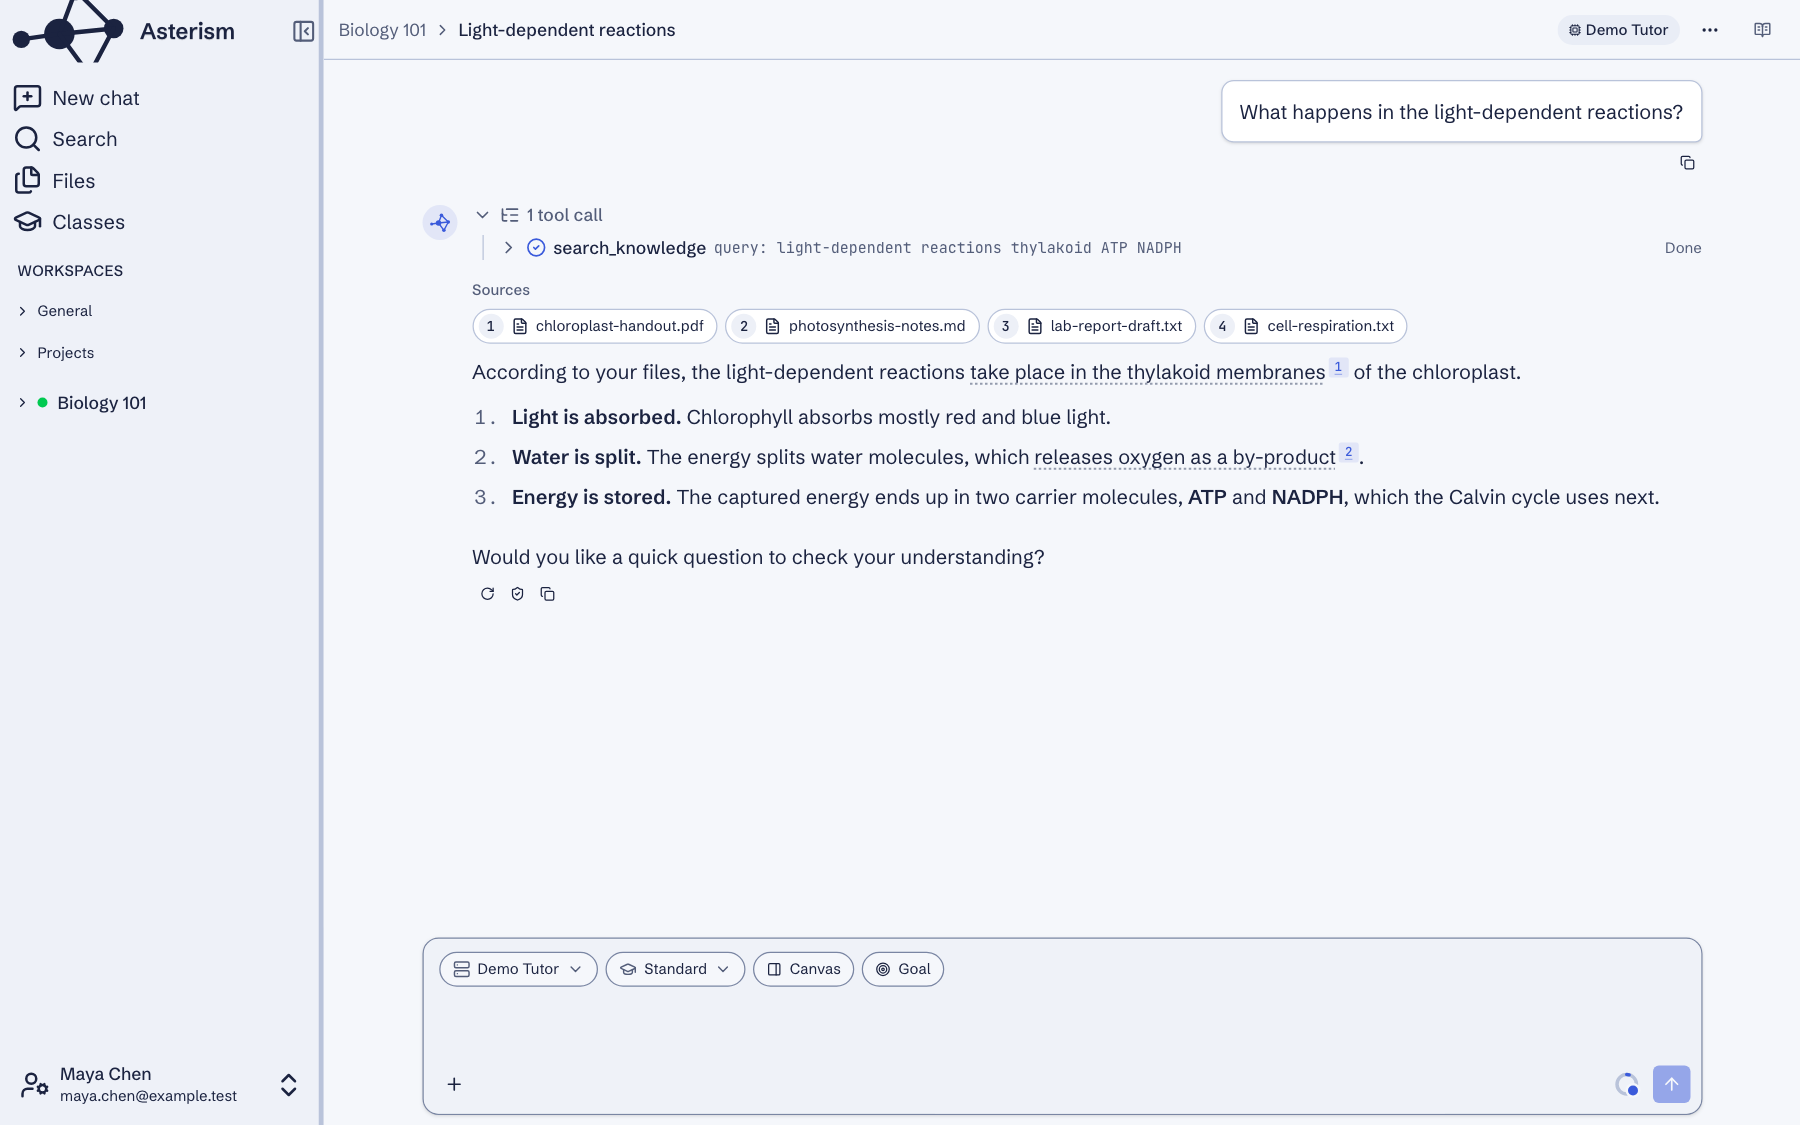 Asterism
New chat
Search
Files
Classes
WORKSPACES
General
Projects
Biology 101
Maya Chen
maya.chen@example.test
Biology 101 > Light-dependent reactions
Demo Tutor
What happens in the light-dependent reactions?
1 tool call
search_knowledge query: light-dependent reactions thylakoid ATP NADPH Done
Sources
1 chloroplast-handout.pdf 2 photosynthesis-notes.md 3 lab-report-draft.txt 4 cell-respiration.txt
According to your files, the light-dependent reactions take place in the thylakoid membranes 1 of the chloroplast.
1. Light is absorbed. Chlorophyll absorbs mostly red and blue light.
2. Water is split. The energy splits water molecules, which releases oxygen as a by-product 2.
3. Energy is stored. The captured energy ends up in two carrier molecules, ATP and NADPH, which the Calvin cycle uses next.
Would you like a quick question to check your understanding?
Demo Tutor Standard Canvas Goal